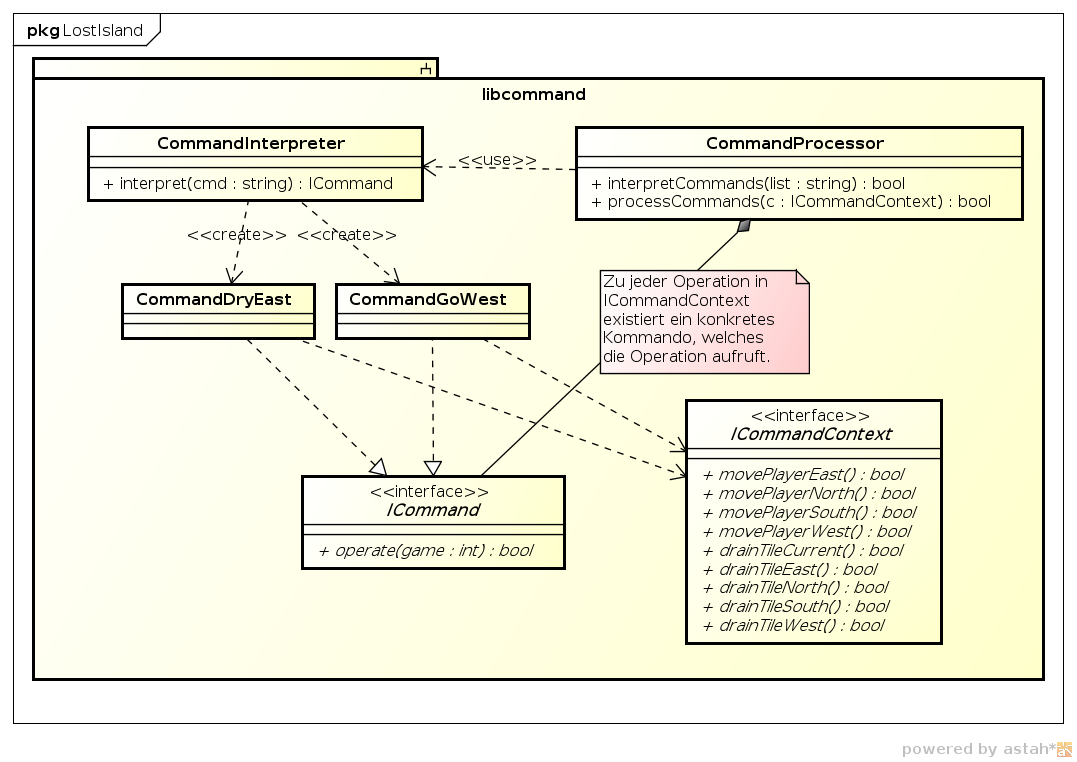 pkg LostIsland
libcommand
CommandInterpreter
+ interpret(cmd : string) : ICommand
<<use>>
CommandProcessor
+ interpretCommands(list : string) : bool
+ processCommands(c : ICommandContext) : bool
<<create>> <<create>>
CommandDryEast
CommandGoWest
Zu jeder Operation in
ICommandContext
existiert ein konkretes
Kommando, welches
die Operation aufruft.
<<interface>>
ICommandContext
+ movePlayerEast() : bool
+ movePlayerNorth() : bool
+ movePlayerSouth() : bool
+ movePlayerWest() : bool
+ drainTileCurrent() : bool
+ drainTileEast() : bool
+ drainTileNorth() : bool
+ drainTileSouth() : bool
+ drainTileWest() : bool
<<interface>>
ICommand
+ operate(game : int) : bool
powered by astah*